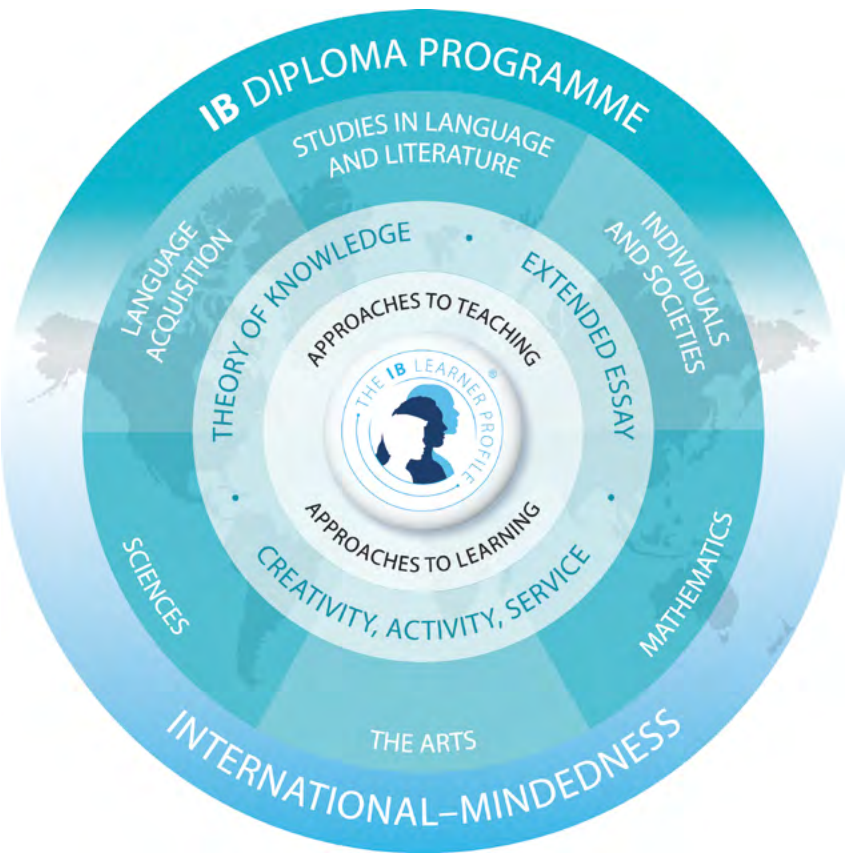 IB DIPLOMA PROGRAMME
STUDIES IN LANGUAGE
AND LITERATURE
LANGUAGE
ACQUISITION
INDIVIDUALS
AND SOCIETIES
THEORY OF KNOWLEDGE
•
EXTENDED ESSAY
APPROACHES TO TEACHING
• THE IB LEARNER PROFILE •
®
APPROACHES TO LEARNING
•
•
CREATIVITY, ACTIVITY, SERVICE
SCIENCES
MATHEMATICS
THE ARTS
INTERNATIONAL–MINDEDNESS